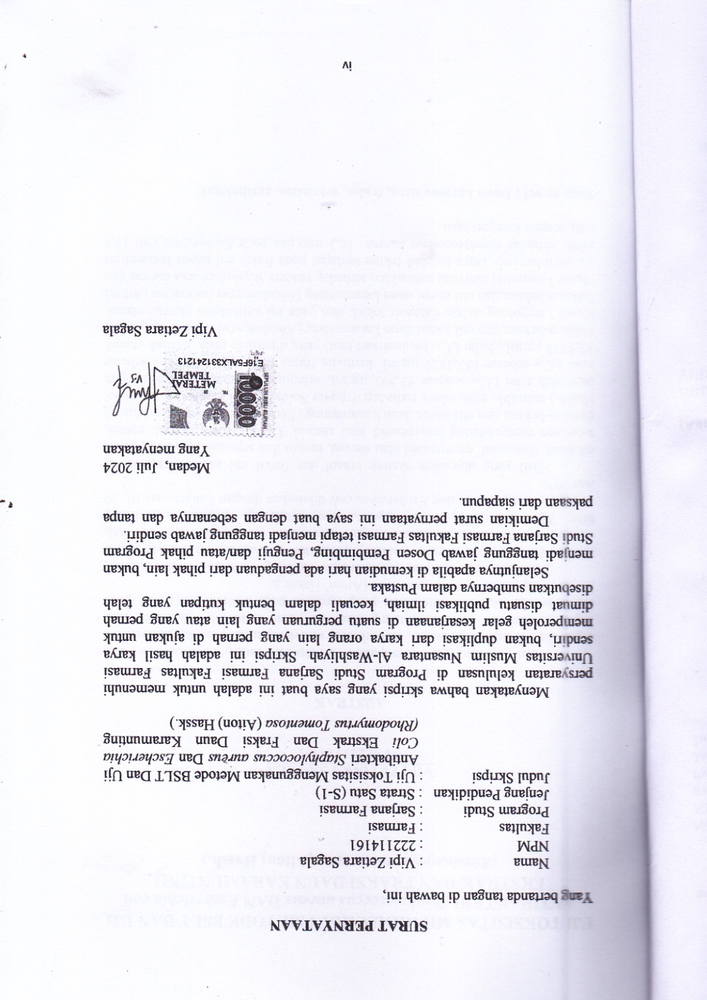 SURAT PERNYATAAN
Yang bertanda tangan di bawah ini,
Nama : Vipi Zetiara Sagala
NPM : 222114161
Fakultas : Farmasi
Program Studi : Sarjana Farmasi
Jenjang Pendidikan : Strata Satu (S-1)
Judul Skripsi : Uji Toksisitas Menggunakan Metode BSLT Dan Uji
Antibakteri Staphylococcus aureus Dan Escherichia
Coli Ekstrak Dan Fraksi Daun Karamunting
(Rhodomyrtus Tomentosa (Aiton) Hassk.)
Menyatakan bahwa skripsi yang saya buat ini adalah untuk memenuhi
persyaratan kelulusan di Program Studi Sarjana Farmasi Fakultas Farmasi
Universitas Muslim Nusantara Al-Washliyah. Skripsi ini adalah hasil karya
sendiri, bukan duplikasi dari karya orang lain yang pernah di ajukan untuk
memperoleh gelar kesarjanaan di suatu perguruan yang lain atau yang pernah
dimuat disuatu publikasi ilmiah, kecuali dalam bentuk kutipan yang telah
disebutkan sumbernya dalam Pustaka.
Selanjutnya apabila di kemudian hari ada pengaduan dari pihak lain, bukan
menjadi tanggung jawab Dosen Pembimbing, Penguji dan/atau pihak Program
Studi Sarjana Farmasi Fakultas Farmasi tetapi menjadi tanggung jawab sendiri.
Demikian surat pernyataan ini saya buat dengan sebenarnya dan tanpa
paksaan dari siapapun.
Medan, Juli 2024
Yang menyatakan
SEPULUH RIBU RUPIAH
10000
METERAI
TEMPEL
E16F5ALX331241213
VS
Vipi Zetiara Sagala
iv